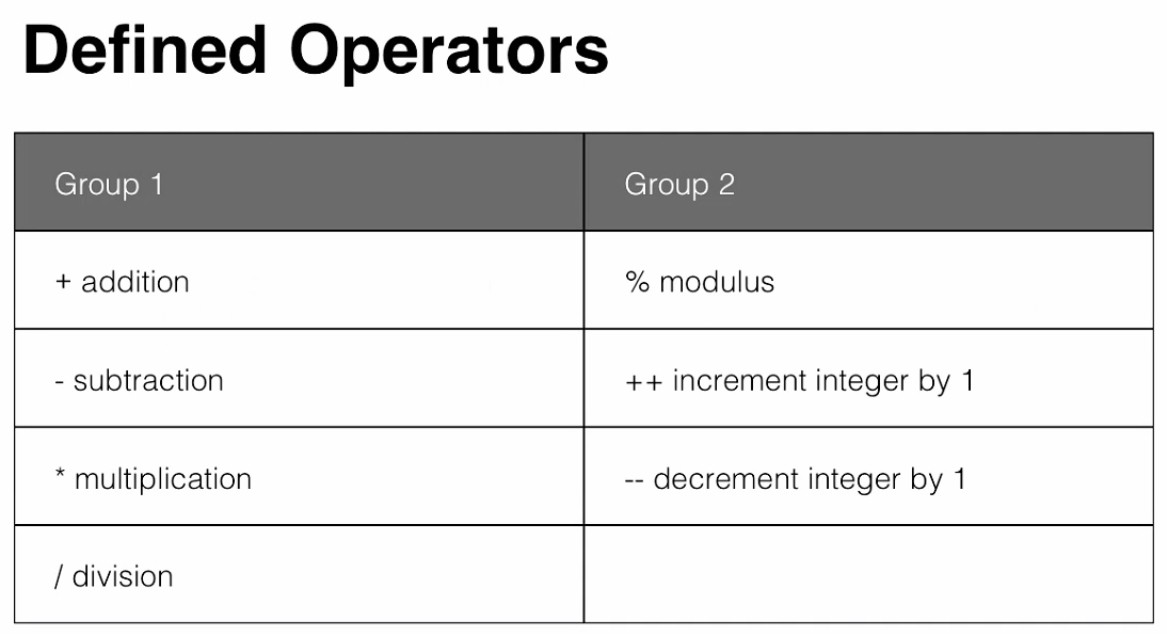 Defined Operators
Group 1
Group 2
+ addition
% modulus
- subtraction
++ increment integer by 1
* multiplication
-- decrement integer by 1
/ division